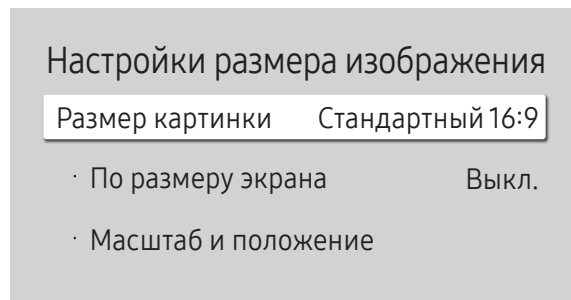 Настройки размера изображения
Размер картинки Стандартный 16:9
· По размеру экрана Выкл.
· Масштаб и положение